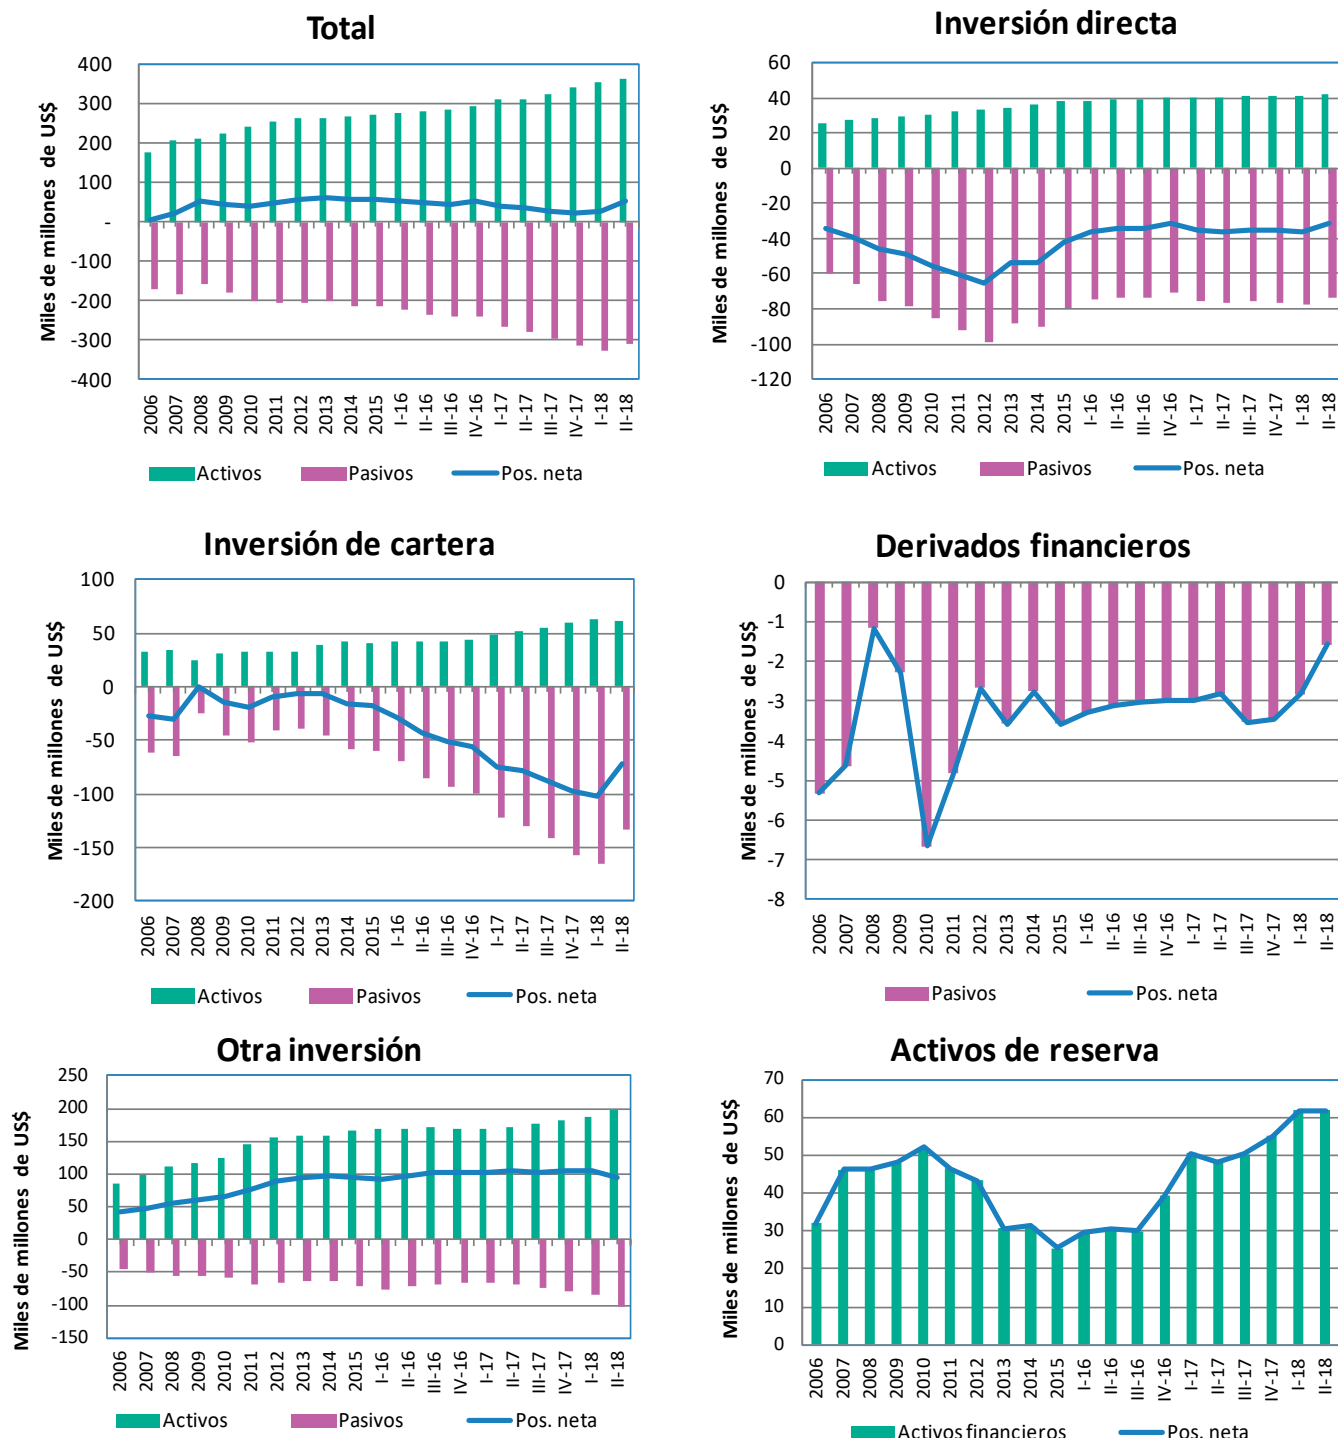 Total
Miles de millones de US$
400
300
200
100
-
-100
-200
-300
-400
2006 2007 2008 2009 2010 2011 2012 2013 2014 2015 I-16 II-16 III-16 IV-16 I-17 II-17 III-17 IV-17 I-18 II-18
Activos Pasivos Pos. neta
Inversión directa
Miles de millones de US$
60
40
20
0
-20
-40
-60
-80
-100
-120
2006 2007 2008 2009 2010 2011 2012 2013 2014 2015 I-16 II-16 III-16 IV-16 I-17 II-17 III-17 IV-17 I-18 II-18
Activos Pasivos Pos. neta
Inversión de cartera
Miles de millones de US$
100
50
0
-50
-100
-150
-200
2006 2007 2008 2009 2010 2011 2012 2013 2014 2015 I-16 II-16 III-16 IV-16 I-17 II-17 III-17 IV-17 I-18 II-18
Activos Pasivos Pos. neta
Derivados financieros
Miles de millones de US$
0
-1
-2
-3
-4
-5
-6
-7
-8
2006 2007 2008 2009 2010 2011 2012 2013 2014 2015 I-16 II-16 III-16 IV-16 I-17 II-17 III-17 IV-17 I-18 II-18
Pasivos Pos. neta
Otra inversión
Miles de millones de US$
250
200
150
100
50
0
-50
-100
-150
2006 2007 2008 2009 2010 2011 2012 2013 2014 2015 I-16 II-16 III-16 IV-16 I-17 II-17 III-17 IV-17 I-18 II-18
Activos Pasivos Pos. neta
Activos de reserva
Miles de millones de US$
70
60
50
40
30
20
10
0
2006 2007 2008 2009 2010 2011 2012 2013 2014 2015 I-16 II-16 III-16 IV-16 I-17 II-17 III-17 IV-17 I-18 II-18
Activos financieros Pos. neta